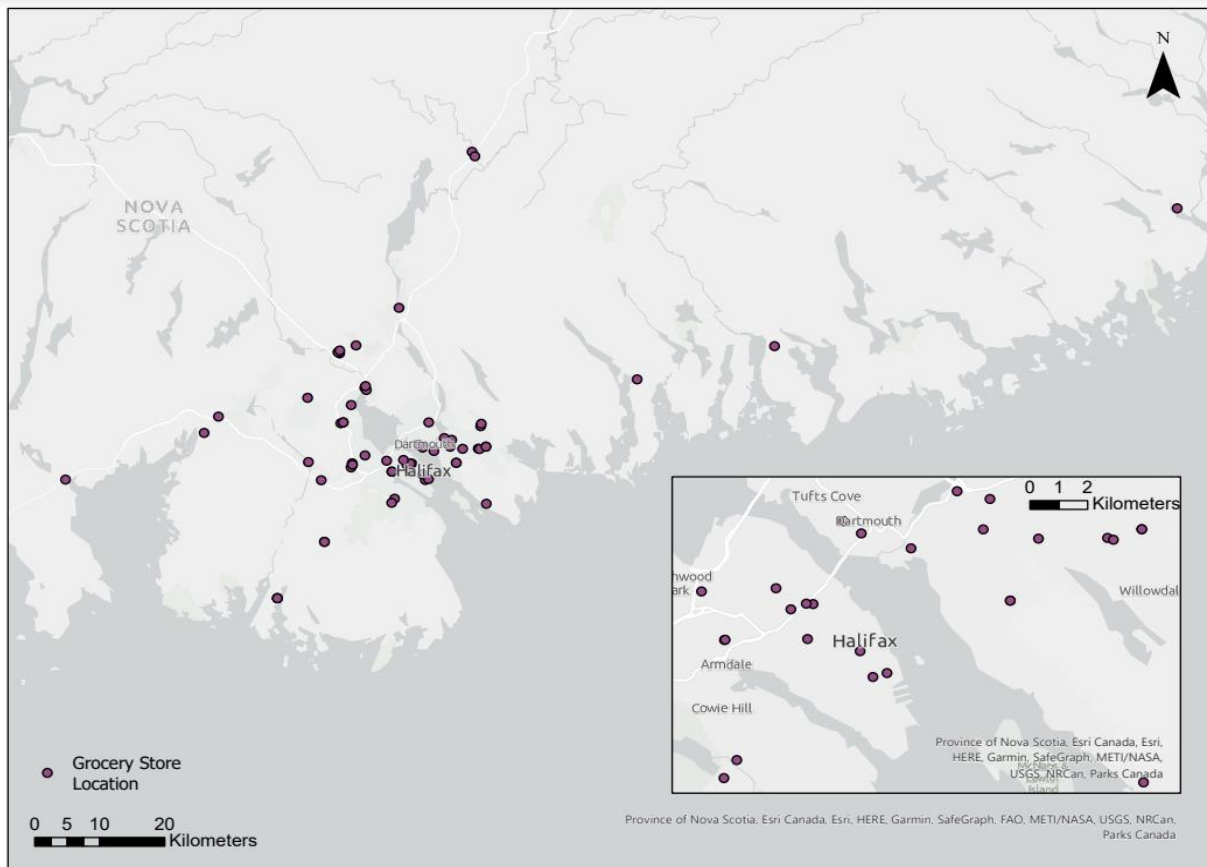 N
NOVA
SCOTIA
Dartmouth
Halifax
0 1 2
Kilometers
Tufts Cove
Dartmouth
Willowdal
Halifax
Armdale
Cowie Hill
Province of Nova Scotia, Esri Canada, Esri,
HERE, Garmin, SafeGraph, METI/NASA,
USGS, NRCan, Parks Canada
Island
Grocery Store
Location
0 5 10 20
Kilometers
Province of Nova Scotia, Esri Canada, Esri, HERE, Garmin, SafeGraph, FAO, METI/NASA, USGS, NRCan,
Parks Canada